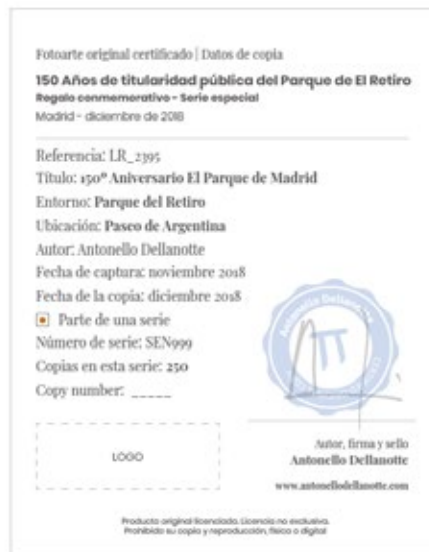 Fotoarte original certificado | Datos de copia
150 Años de titularidad pública del Parque de El Retiro
Regalo conmemorativo - Serie especial
Madrid - diciembre de 2018
Referencia: LR_2395
Título: 150º Aniversario El Parque de Madrid
Entorno: Parque del Retiro
Ubicación: Paseo de Argentina
Autor: Antonello Dellanotte
Fecha de captura: noviembre 2018
Fecha de la copia: diciembre 2018
Parte de una serie
Número de serie: SEN999
Copias en esta serie: 250
Copy number: _____
Antonello Dellanotte
LOGO
Autor, firma y sello
Antonello Dellanotte
www.antonellodellanotte.com
Producto original licenciado. Licencia no exclusiva.
Prohibida su copia y reproducción, física o digital